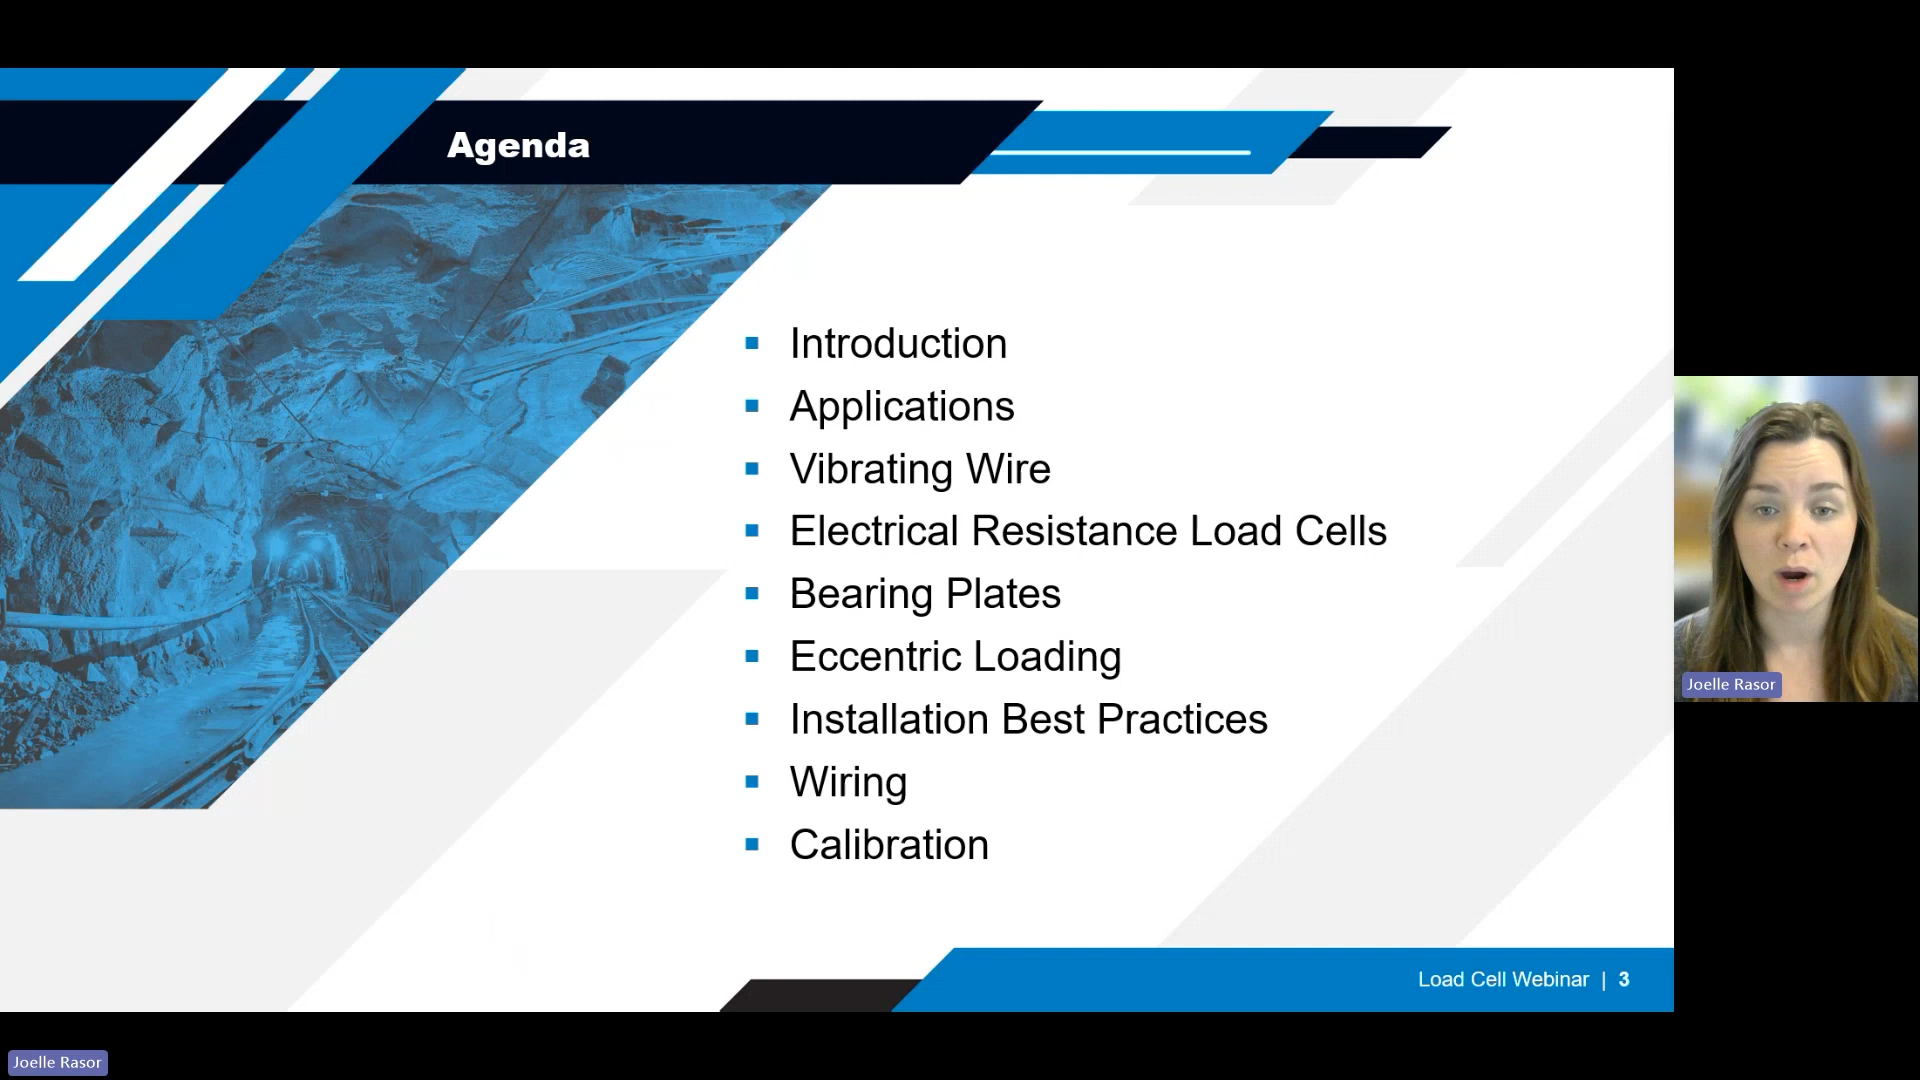 Agenda
Introduction
Applications
Vibrating Wire
Electrical Resistance Load Cells
Bearing Plates
Eccentric Loading
Installation Best Practices
Wiring
Calibration
Joelle Rasor
Load Cell Webinar | 3
Joelle Rasor